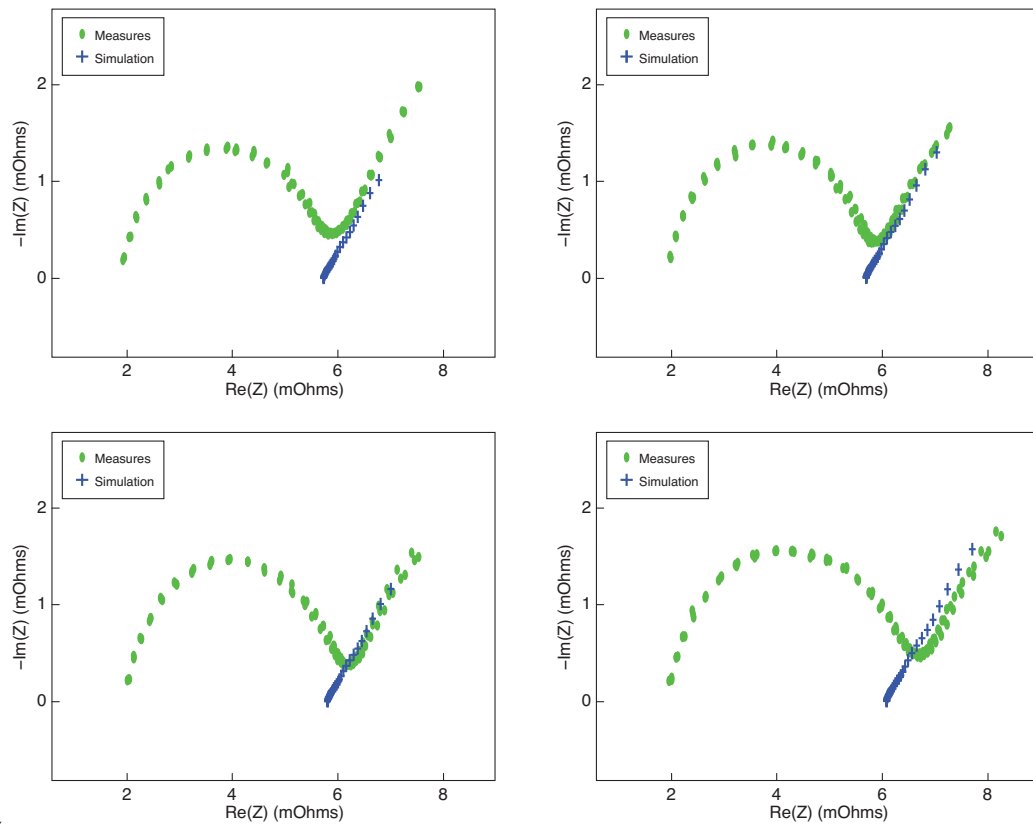 Measures
Simulation
2
1
0
–Im(Z) (mOhms)
2 4 6 8
Re(Z) (mOhms)
Measures
Simulation
2
1
0
–Im(Z) (mOhms)
2 4 6 8
Re(Z) (mOhms)
Measures
Simulation
2
1
0
–Im(Z) (mOhms)
2 4 6 8
Re(Z) (mOhms)
Measures
Simulation
2
1
0
–Im(Z) (mOhms)
2 4 6 8
Re(Z) (mOhms)